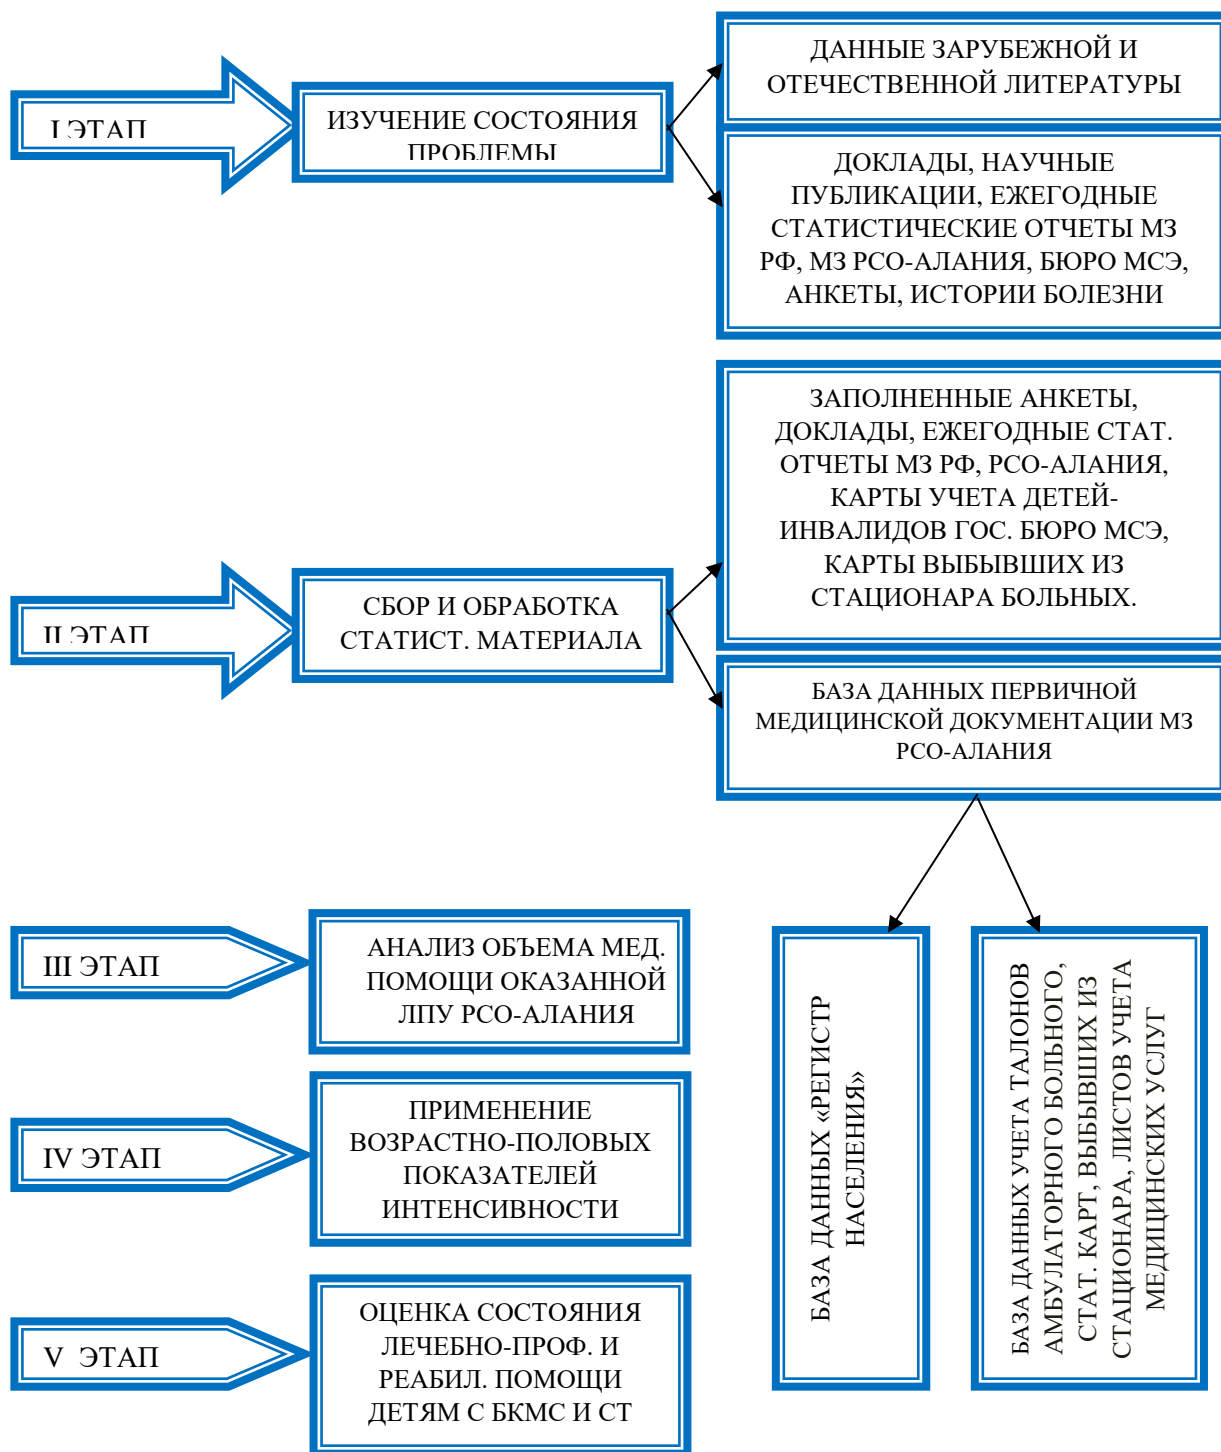 I ЭТАП
ИЗУЧЕНИЕ СОСТОЯНИЯ
ПРОБЛЕМЫ
ДАННЫЕ ЗАРУБЕЖНОЙ И
ОТЕЧЕСТВЕННОЙ ЛИТЕРАТУРЫ
ДОКЛАДЫ, НАУЧНЫЕ
ПУБЛИКАЦИИ, ЕЖЕГОДНЫЕ
СТАТИСТИЧЕСКИЕ ОТЧЕТЫ МЗ
РФ, МЗ РСО-АЛАНИЯ, БЮРО МСЭ,
АНКЕТЫ, ИСТОРИИ БОЛЕЗНИ
II ЭТАП
СБОР И ОБРАБОТКА
СТАТИСТ. МАТЕРИАЛА
ЗАПОЛНЕННЫЕ АНКЕТЫ,
ДОКЛАДЫ, ЕЖЕГОДНЫЕ СТАТ.
ОТЧЕТЫ МЗ РФ, РСО-АЛАНИЯ,
КАРТЫ УЧЕТА ДЕТЕЙ-
ИНВАЛИДОВ ГОС. БЮРО МСЭ,
КАРТЫ ВЫБЫВШИХ ИЗ
СТАЦИОНАРА БОЛЬНЫХ.
БАЗА ДАННЫХ ПЕРВИЧНОЙ
МЕДИЦИНСКОЙ ДОКУМЕНТАЦИИ МЗ
РСО-АЛАНИЯ
БАЗА ДАННЫХ «РЕГИСТР
НАСЕЛЕНИЯ»
БАЗА ДАННЫХ УЧЕТА ТАЛОНОВ
АМБУЛАТОРНОГО БОЛЬНОГО,
СТАТ. КАРТ, ВЫБЫВШИХ ИЗ
СТАЦИОНАРА, ЛИСТОВ УЧЕТА
МЕДИЦИНСКИХ УСЛУГ
III ЭТАП
АНАЛИЗ ОБЪЕМА МЕД.
ПОМОЩИ ОКАЗАННОЙ
ЛПУ РСО-АЛАНИЯ
IV ЭТАП
ПРИМЕНЕНИЕ
ВОЗРАСТНО-ПОЛОВЫХ
ПОКАЗАТЕЛЕЙ
ИНТЕНСИВНОСТИ
V ЭТАП
ОЦЕНКА СОСТОЯНИЯ
ЛЕЧЕБНО-ПРОФ. И
РЕАБИЛ. ПОМОЩИ
ДЕТЯМ С БКМС И СТ